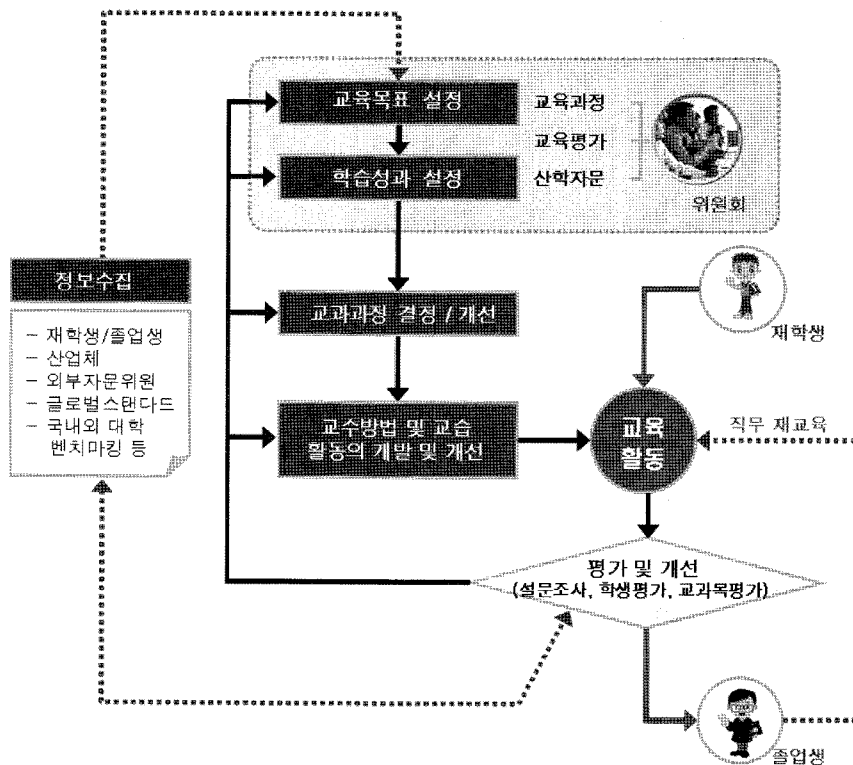 교육목표 설정
교육과정
교육평가
학습성과 설정
산학자문
위원회
정보수집
– 재학생/졸업생
– 산업체
– 외부자문위원
– 글로벌스탠다드
– 국내외 대학
벤치마킹 등
교과과정 결정 / 개선
재학생
교수방법 및 교습
활동의 개발 및 개선
교육
활동
직무 재교육
평가 및 개선
(설문조사, 학생평가, 교과목평가)
졸업생